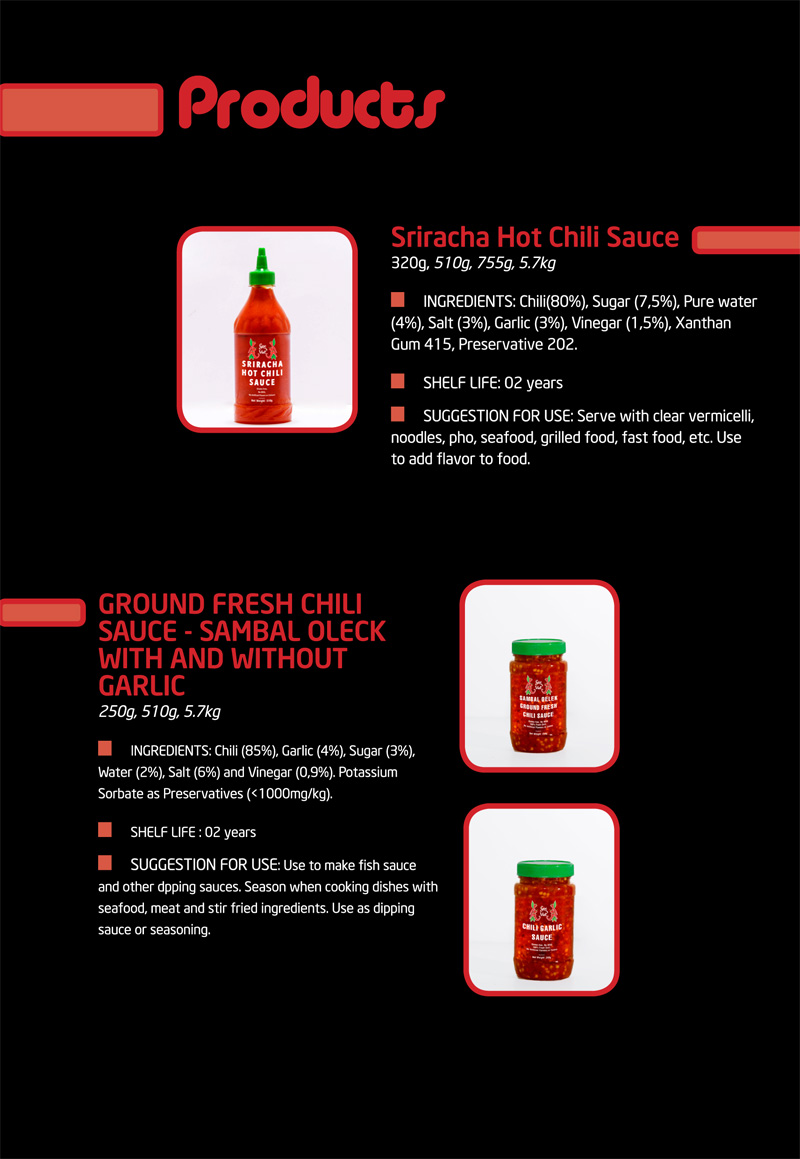 Products
Sriracha Hot Chili Sauce
320g, 510g, 755g, 5.7kg
INGREDIENTS: Chili(80%), Sugar (7,5%), Pure water
(4%), Salt (3%), Garlic (3%), Vinegar (1,5%), Xanthan
Gum 415, Preservative 202.
SHELF LIFE: 02 years
SUGGESTION FOR USE: Serve with clear vermicelli,
noodles, pho, seafood, grilled food, fast food, etc. Use
to add flavor to food.
SRIRACHA
HOT CHILI
SAUCE
GROUND FRESH CHILI
SAUCE - SAMBAL OLECK
WITH AND WITHOUT
GARLIC
250g, 510g, 5.7kg
INGREDIENTS: Chili (85%), Garlic (4%), Sugar (3%),
Water (2%), Salt (6%) and Vinegar (0,9%). Potassium
Sorbate as Preservatives (<1000mg/kg).
SHELF LIFE : 02 years
SUGGESTION FOR USE: Use to make fish sauce
and other dpping sauces. Season when cooking dishes with
seafood, meat and stir fried ingredients. Use as dipping
sauce or seasoning.
SAMBAL OELEK
GROUND FRESH
CHILI SAUCE
CHILI GARLIC
SAUCE